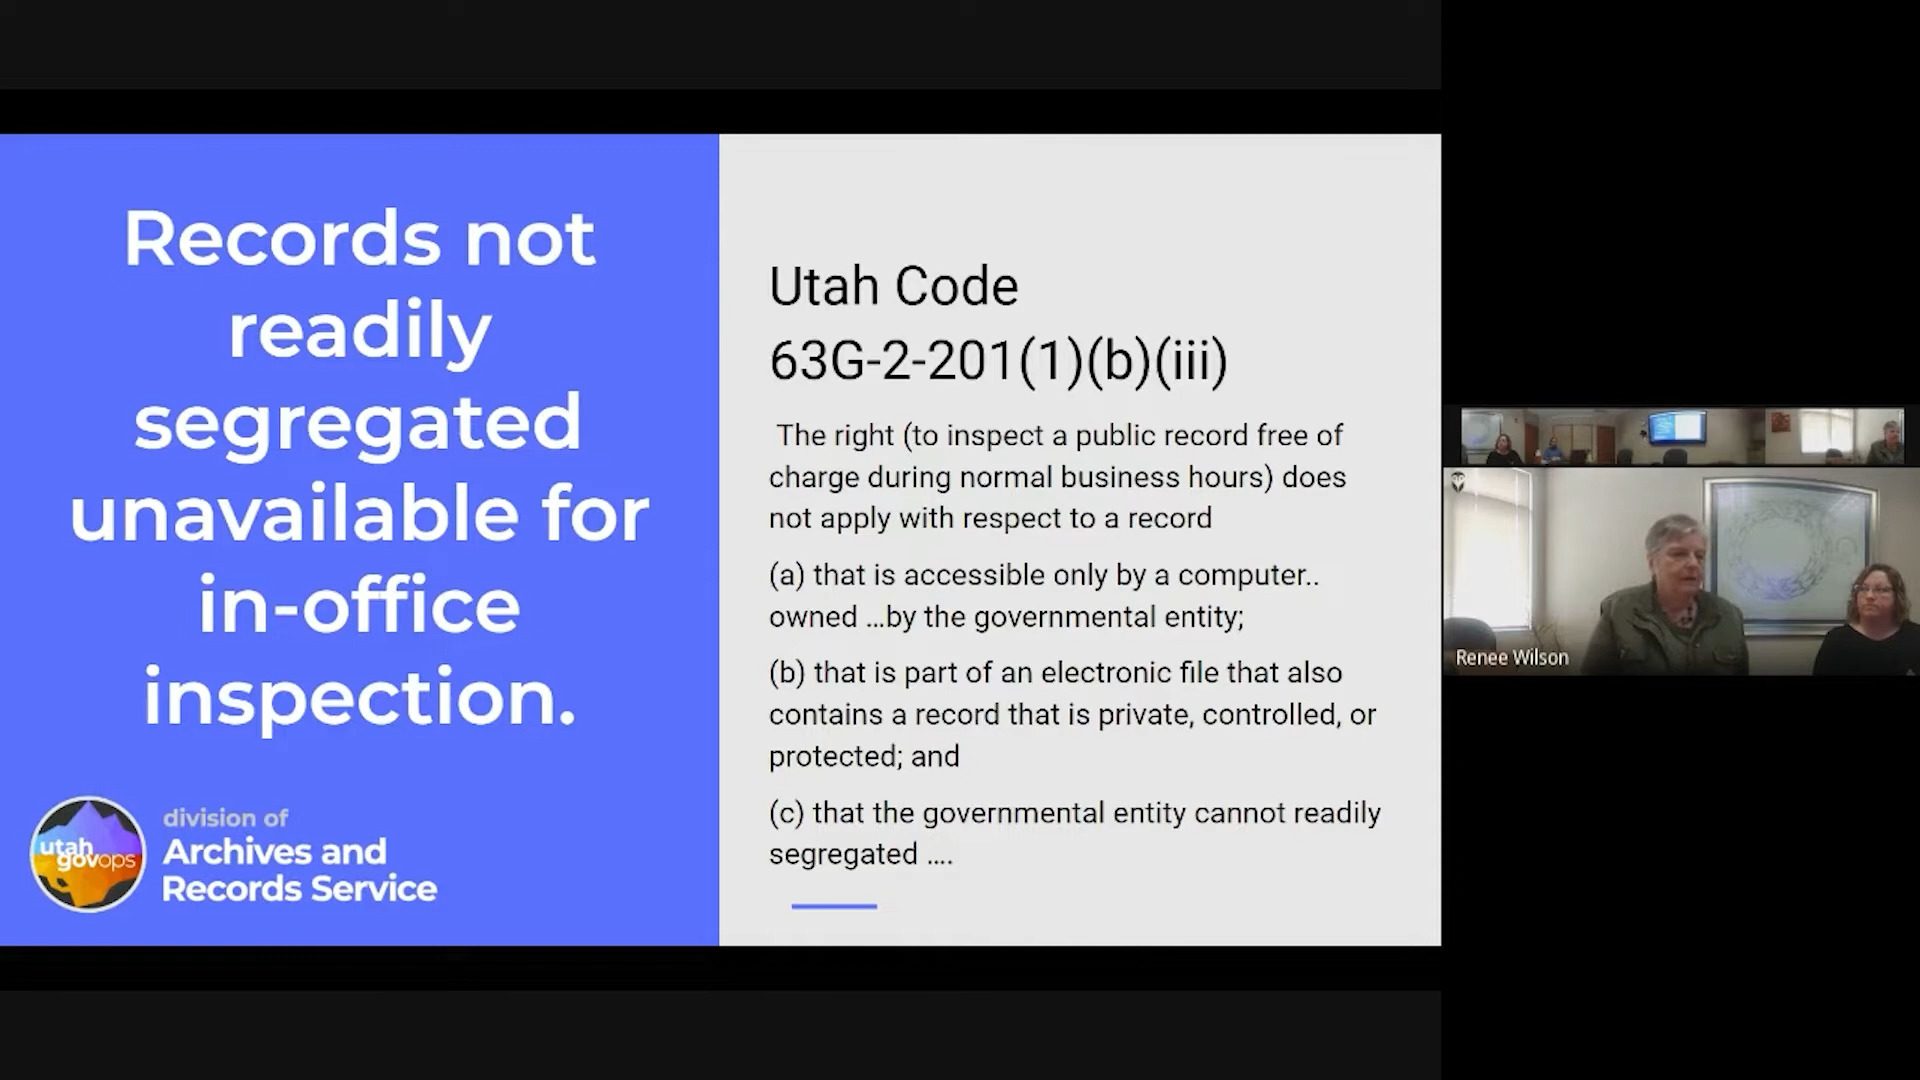 Records not
readily
segregated
unavailable for
in-office
inspection.
utah
govops
division of
Archives and
Records Service
Utah Code
63G-2-201(1)(b)(iii)
The right (to inspect a public record free of
charge during normal business hours) does
not apply with respect to a record
(a) that is accessible only by a computer..
owned ...by the governmental entity;
(b) that is part of an electronic file that also
contains a record that is private, controlled, or
protected; and
(c) that the governmental entity cannot readily
segregated ....
Renee Wilson